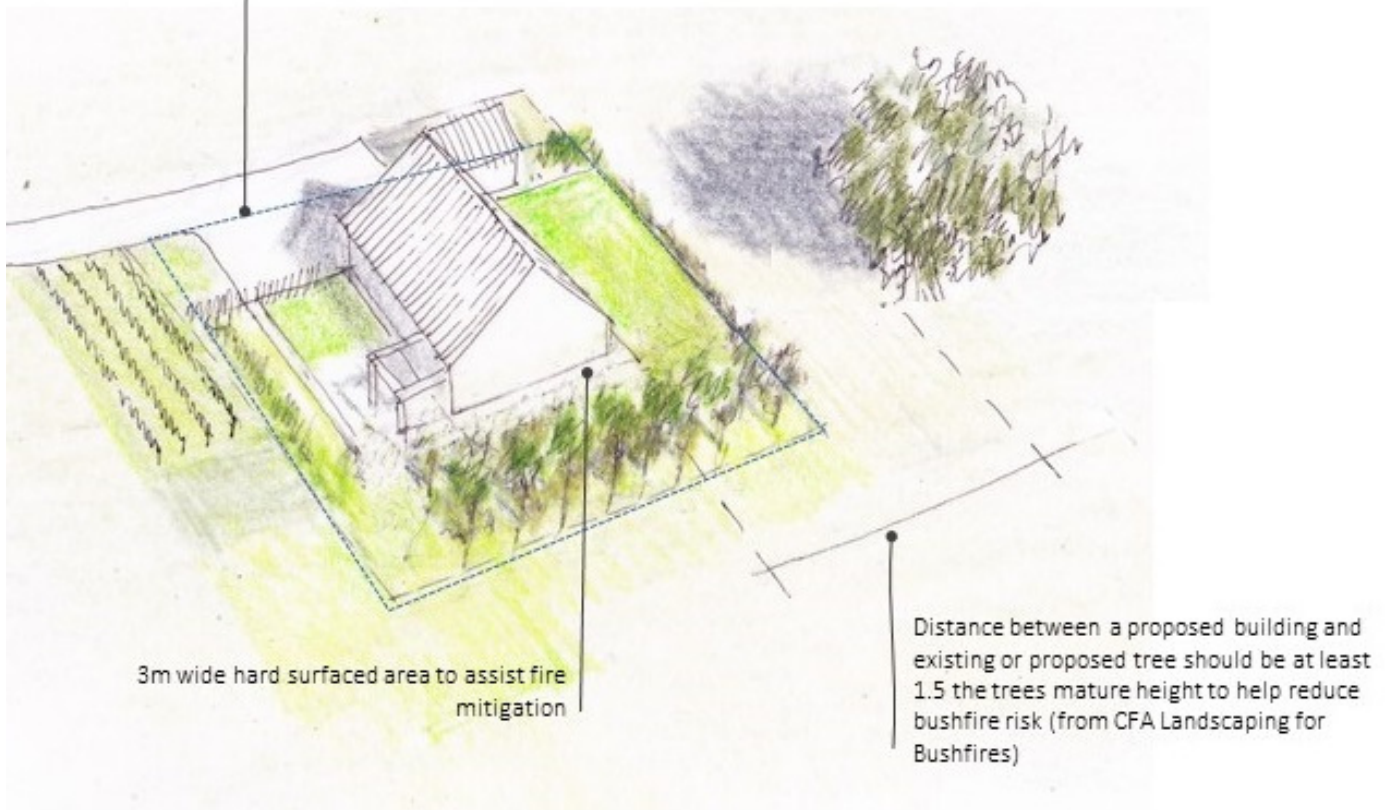 3m wide hard surfaced area to assist fire
mitigation
Distance between a proposed building and
existing or proposed tree should be at least
1.5 the trees mature height to help reduce
bushfire risk (from CFA Landscaping for
Bushfires)